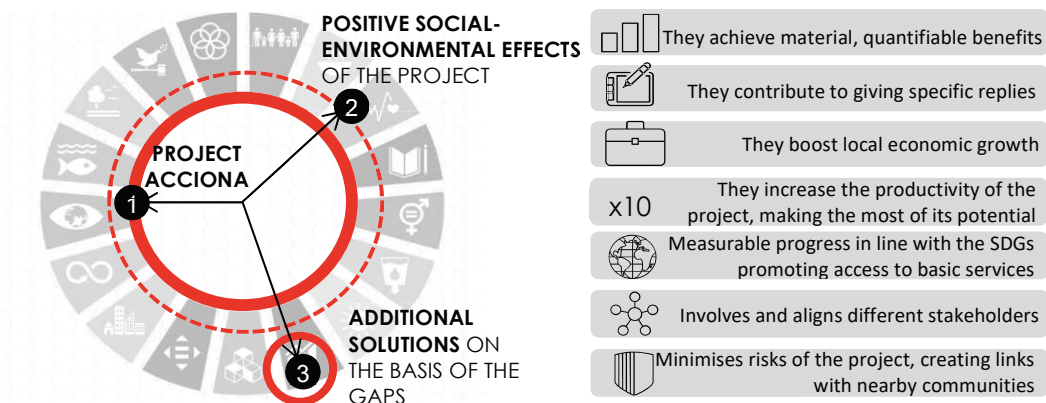 POSITIVE SOCIAL-
ENVIRONMENTAL EFFECTS
OF THE PROJECT
2
PROJECT
ACCIONA
1
ADDITIONAL
SOLUTIONS ON
THE BASIS OF THE
GAPS
3
They achieve material, quantifiable benefits
They contribute to giving specific replies
They boost local economic growth
x10
They increase the productivity of the
project, making the most of its potential
Measurable progress in line with the SDGs
promoting access to basic services
Involves and aligns different stakeholders
Minimises risks of the project, creating links
with nearby communities